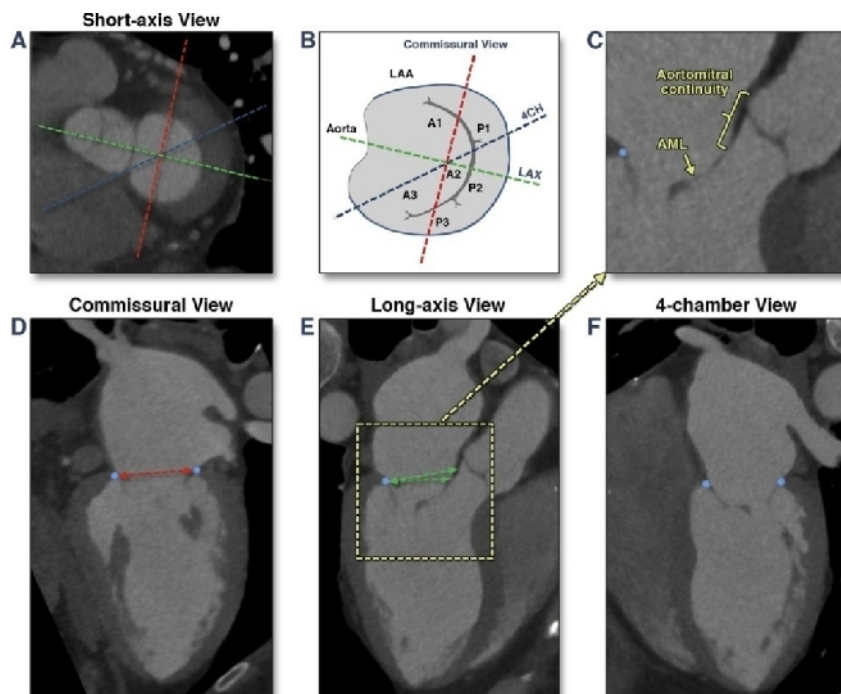 Short-axis View
A
B
Commissural View
LAA
4CH
Aorta
A1
P1
LAX
A2
P2
A3
P3
C
Aortomitral
continuity
AML
Commissural View
D
Long-axis View
E
4-chamber View
F